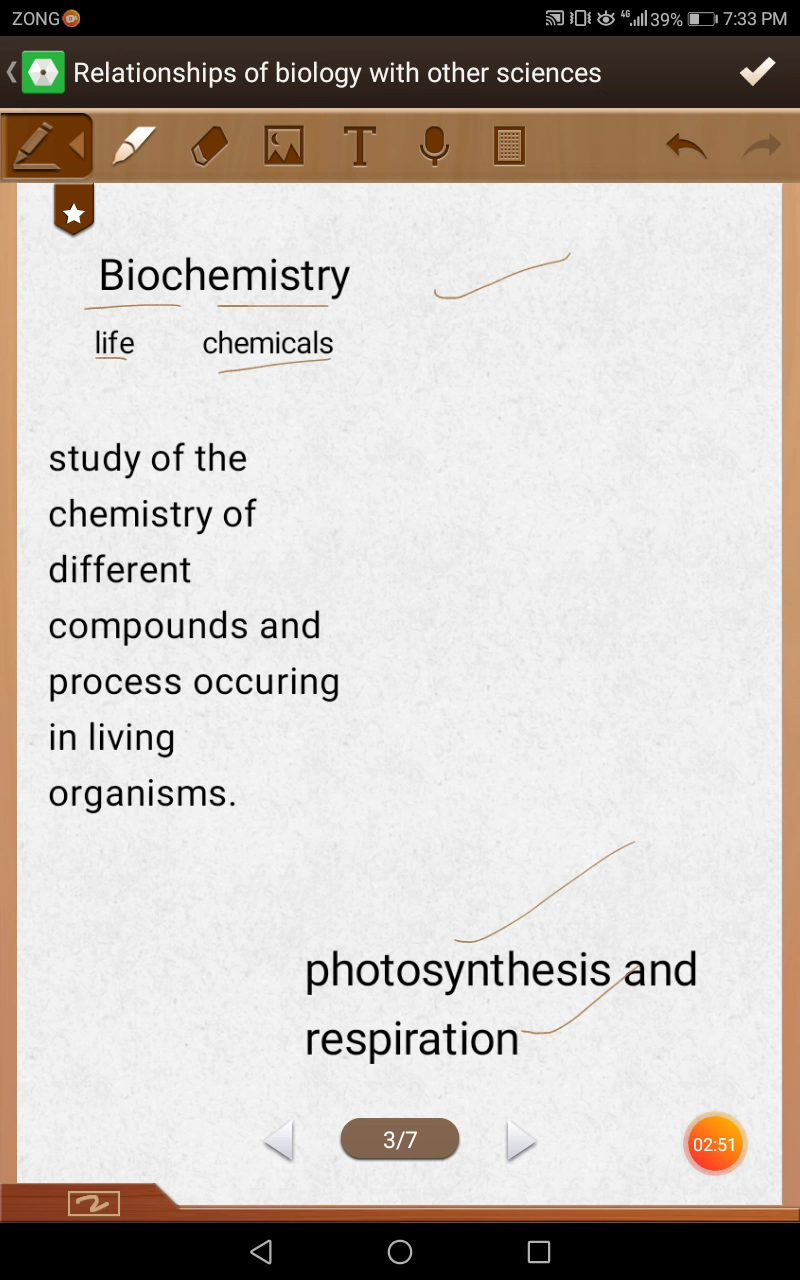 ZONG 4G 39% 7:33 PM
Relationships of biology with other sciences
T
Biochemistry
life chemicals
study of the
chemistry of
different
compounds and
process occuring
in living
organisms.
photosynthesis and
respiration
3/7
02:51